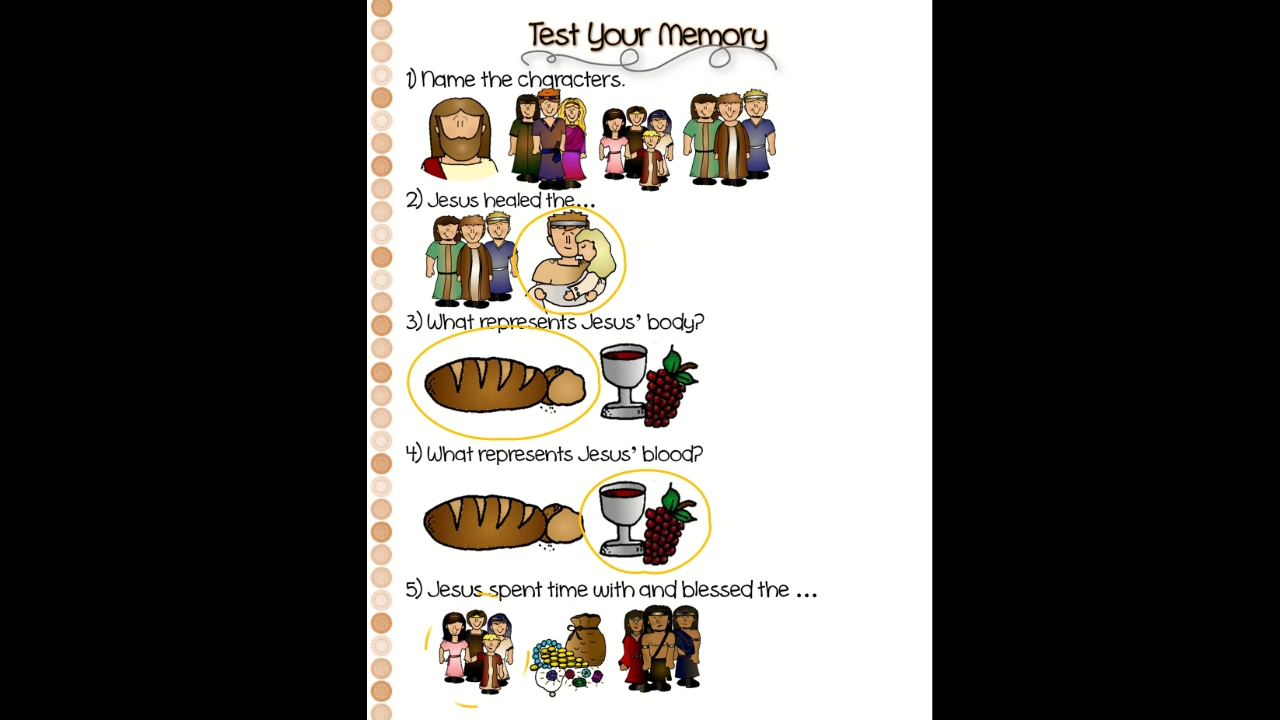 Test Your Memory
1) Name the characters.
2) Jesus healed the...
3) What represents Jesus' body?
4) What represents Jesus' blood?
5) Jesus spent time with and blessed the ...